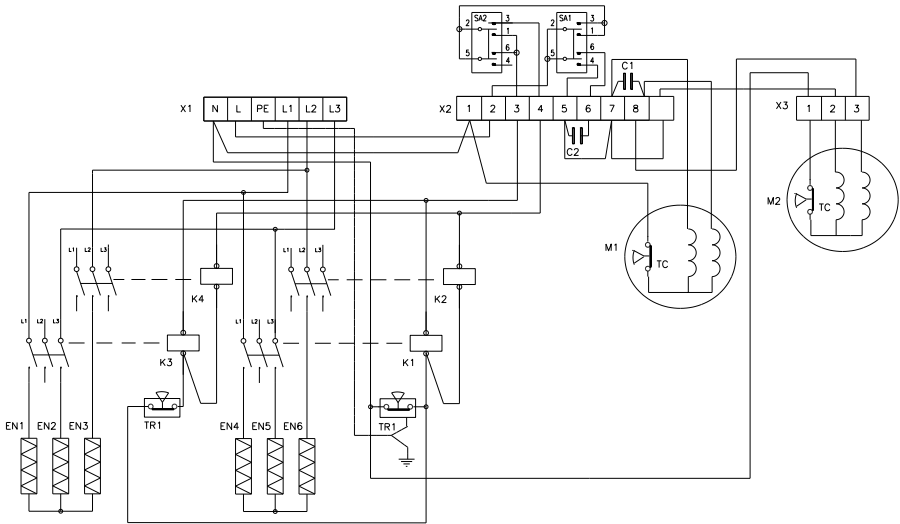 SA2 SA1
2 3 2 3
1 1
5 6 5 6
4 4
C1
X1 N L PE L1 L2 L3 X2 1 2 3 4 5 6 7 8 X3 1 2 3
C2
M2 TC
M1 TC
L1 L2 L3 L1 L2 L3
K4 K2
L1 L2 L3 L1 L2 L3
K3 K1
EN1 EN2 EN3 TR1 EN4 EN5 EN6 TR1